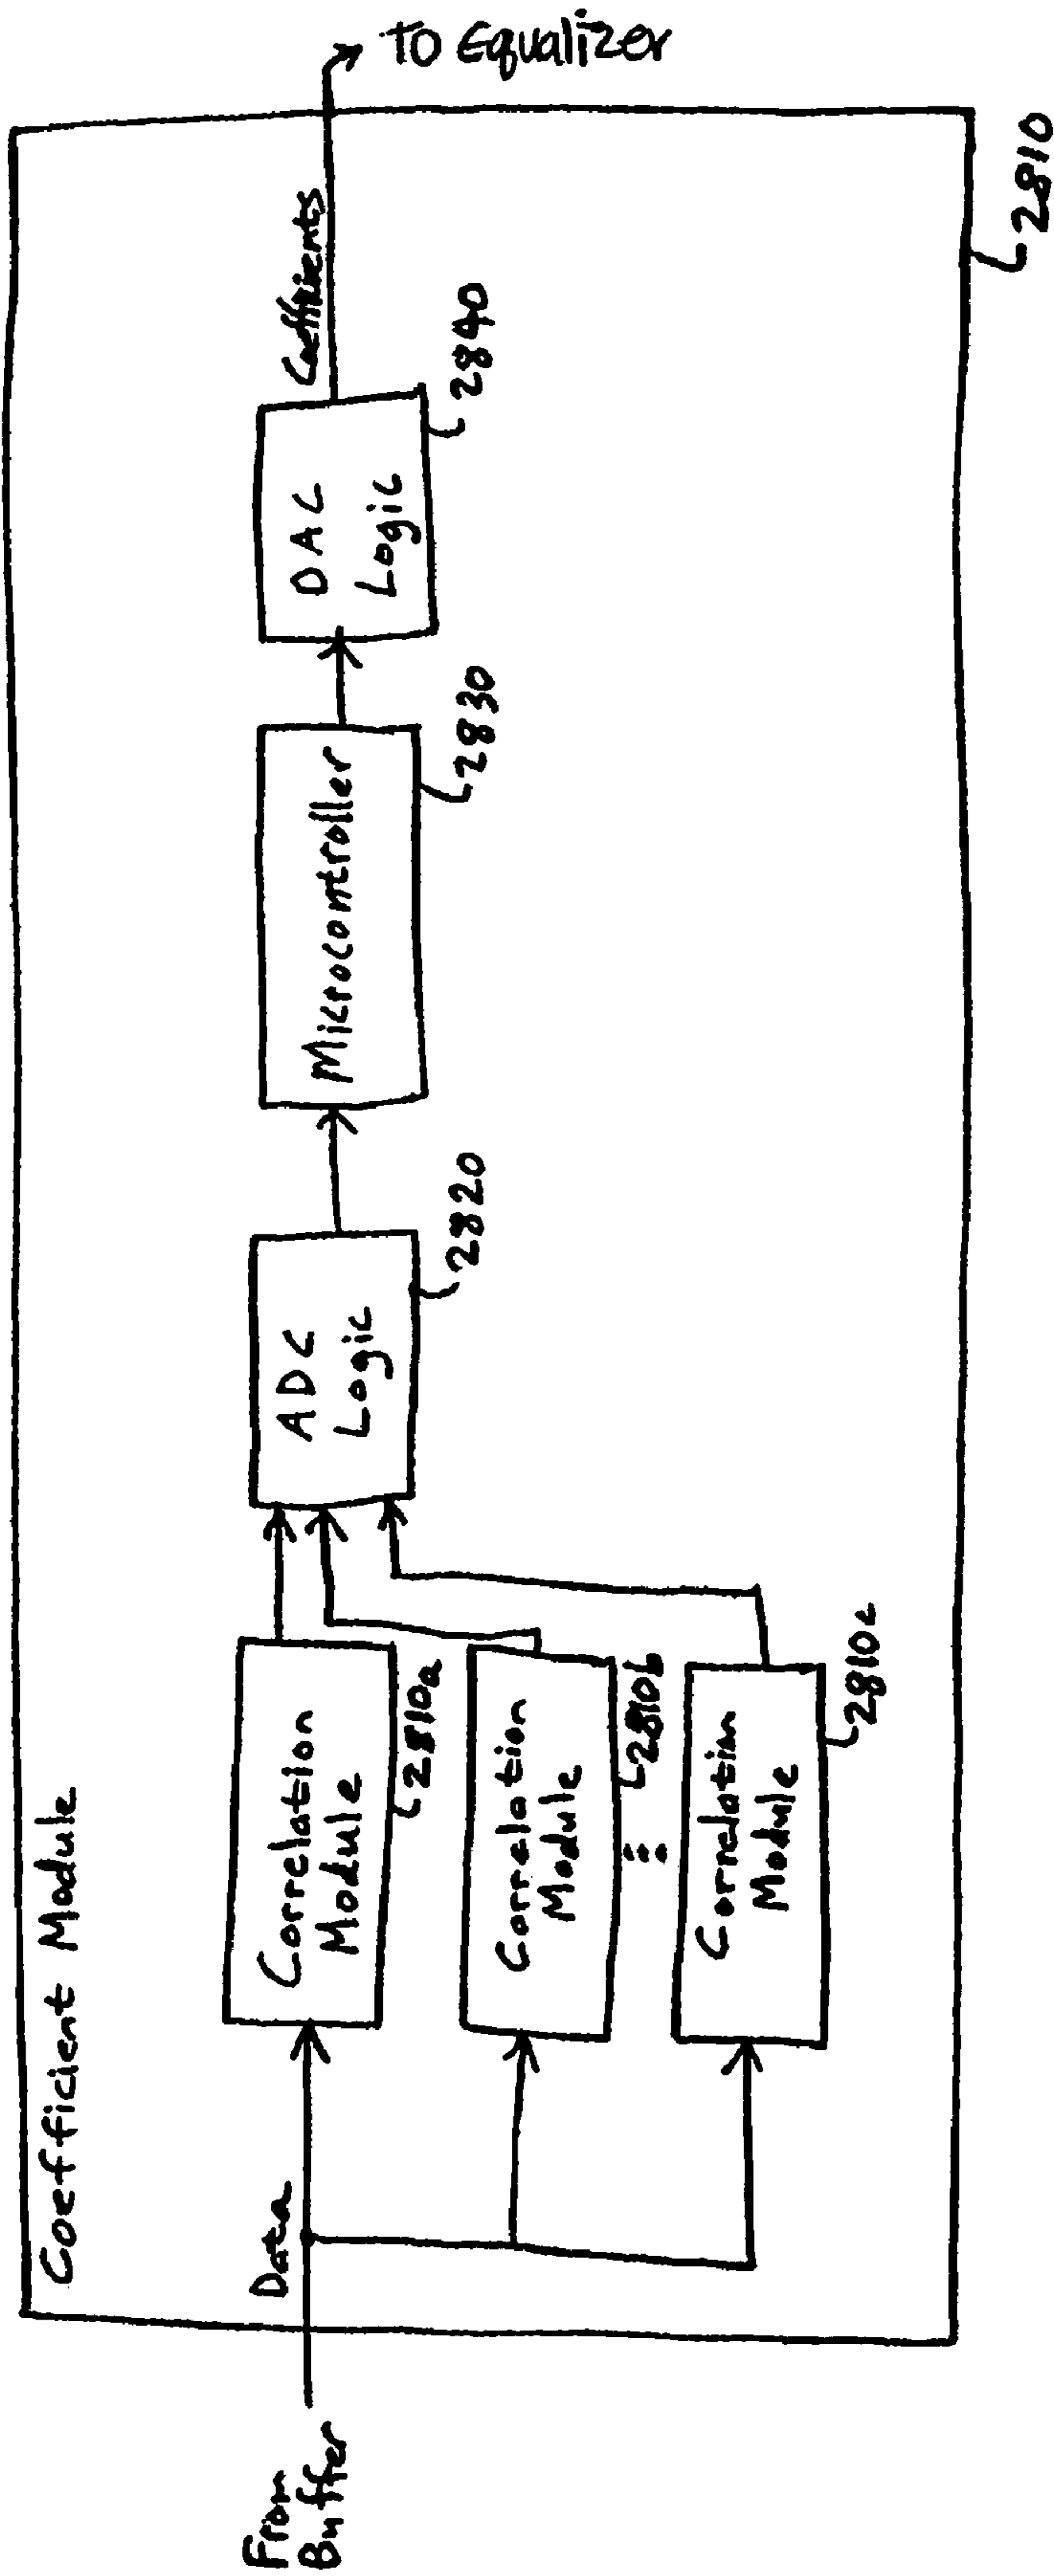 Coefficient Module
From
Buffer
Data
Correlation
Module
2810a
Correlation
Module
2810b
Correlation
Module
2810c
ADC
Logic
2820
Microcontroller
2830
DAC
Logic
2840
Coefficients
To Equalizer
2810